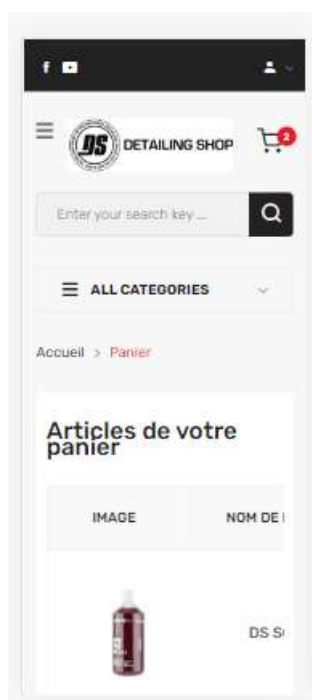 f
DS DETAILING SHOP
2
Enter your search key ...
ALL CATEGORIES
Accueil > Panier
Articles de votre
panier
IMAGE NOM DE
DS S